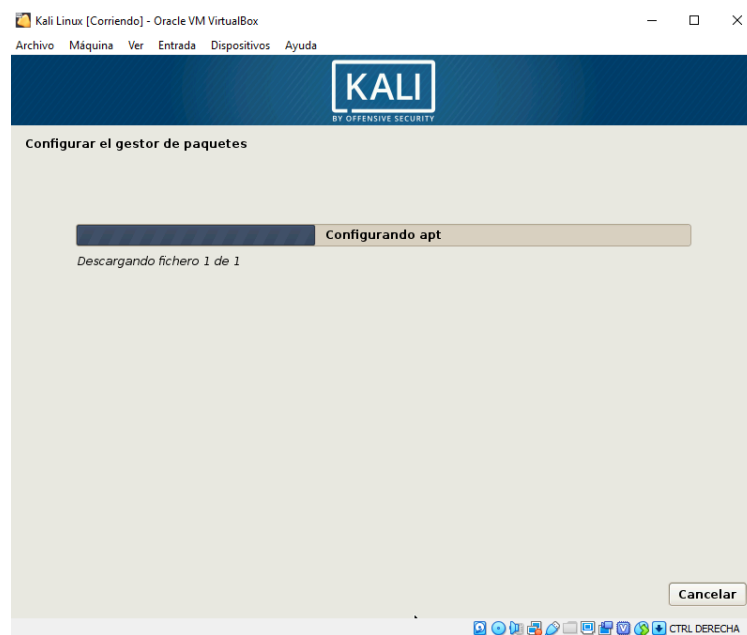 Kali Linux [Corriendo] - Oracle VM VirtualBox
Archivo Máquina Ver Entrada Dispositivos Ayuda
KALI
BY OFFENSIVE SECURITY
Configurar el gestor de paquetes
Configurando apt
Descargando fichero 1 de 1
Cancelar
CTRL DERECHA